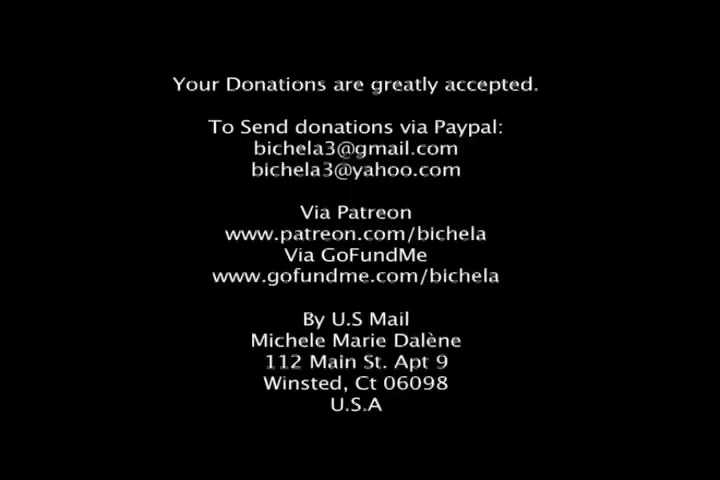 Your Donations are greatly accepted.
To Send donations via Paypal:
bichela3@gmail.com
bichela3@yahoo.com
Via Patreon
www.patreon.com/bichela
Via GoFundMe
www.gofundme.com/bichela
By U.S Mail
Michele Marie Dalène
112 Main St. Apt 9
Winsted, Ct 06098
U.S.A